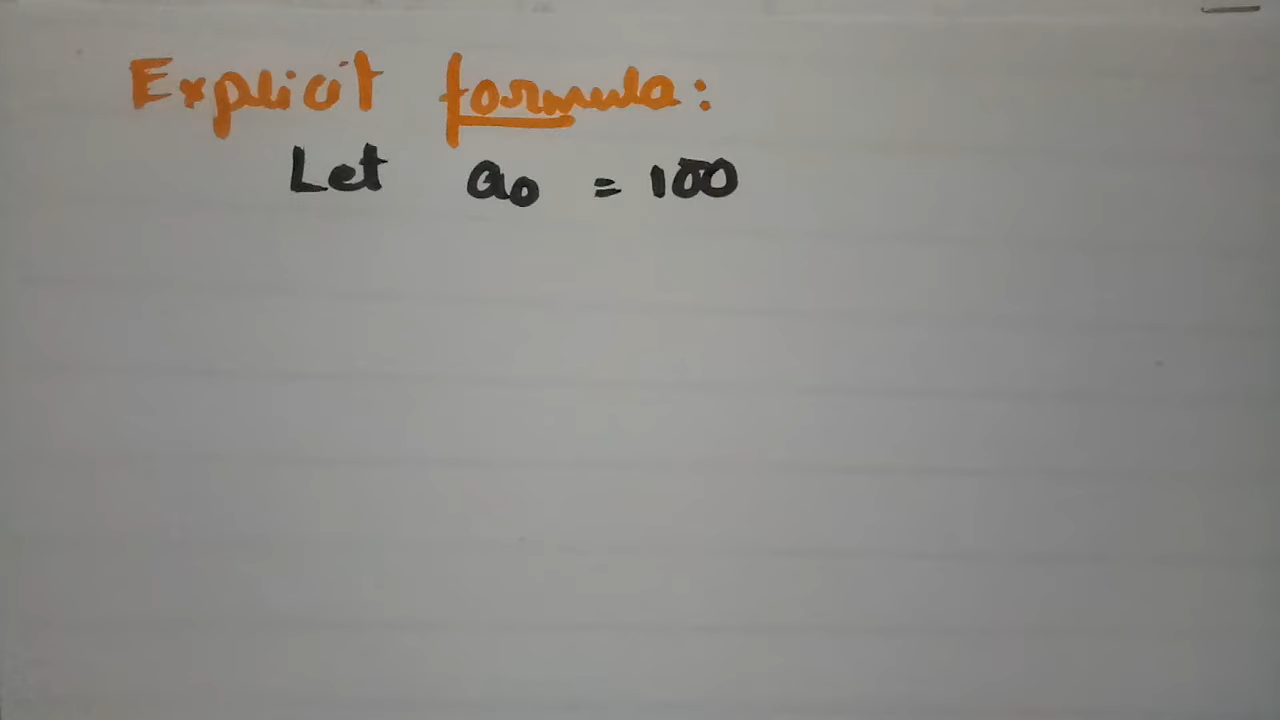 Explicit formula:
Let a₀ = 100